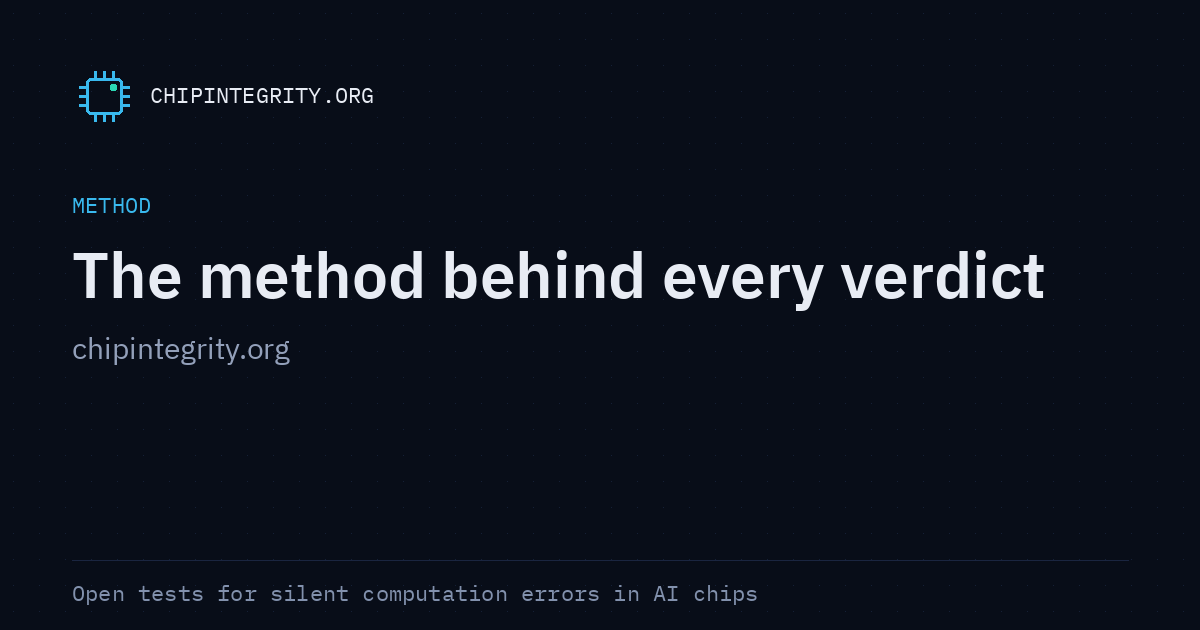 CHIPINTEGRITY.ORG
METHOD
The method behind every verdict
chipintegrity.org
Open tests for silent computation errors in AI chips